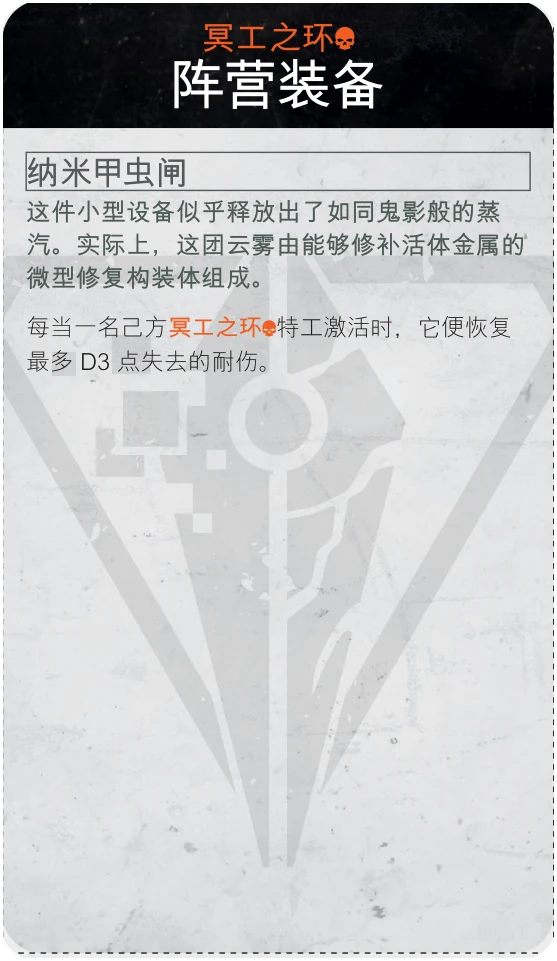 冥工之环
阵营装备
纳米甲虫闸
这件小型设备似乎释放出了如同鬼影般的蒸
汽。实际上，这团云雾由能够修补活体金属的
微型修复构装体组成。
每当一名己方冥工之环特工激活时，它便恢复
最多 D3 点失去的耐伤。